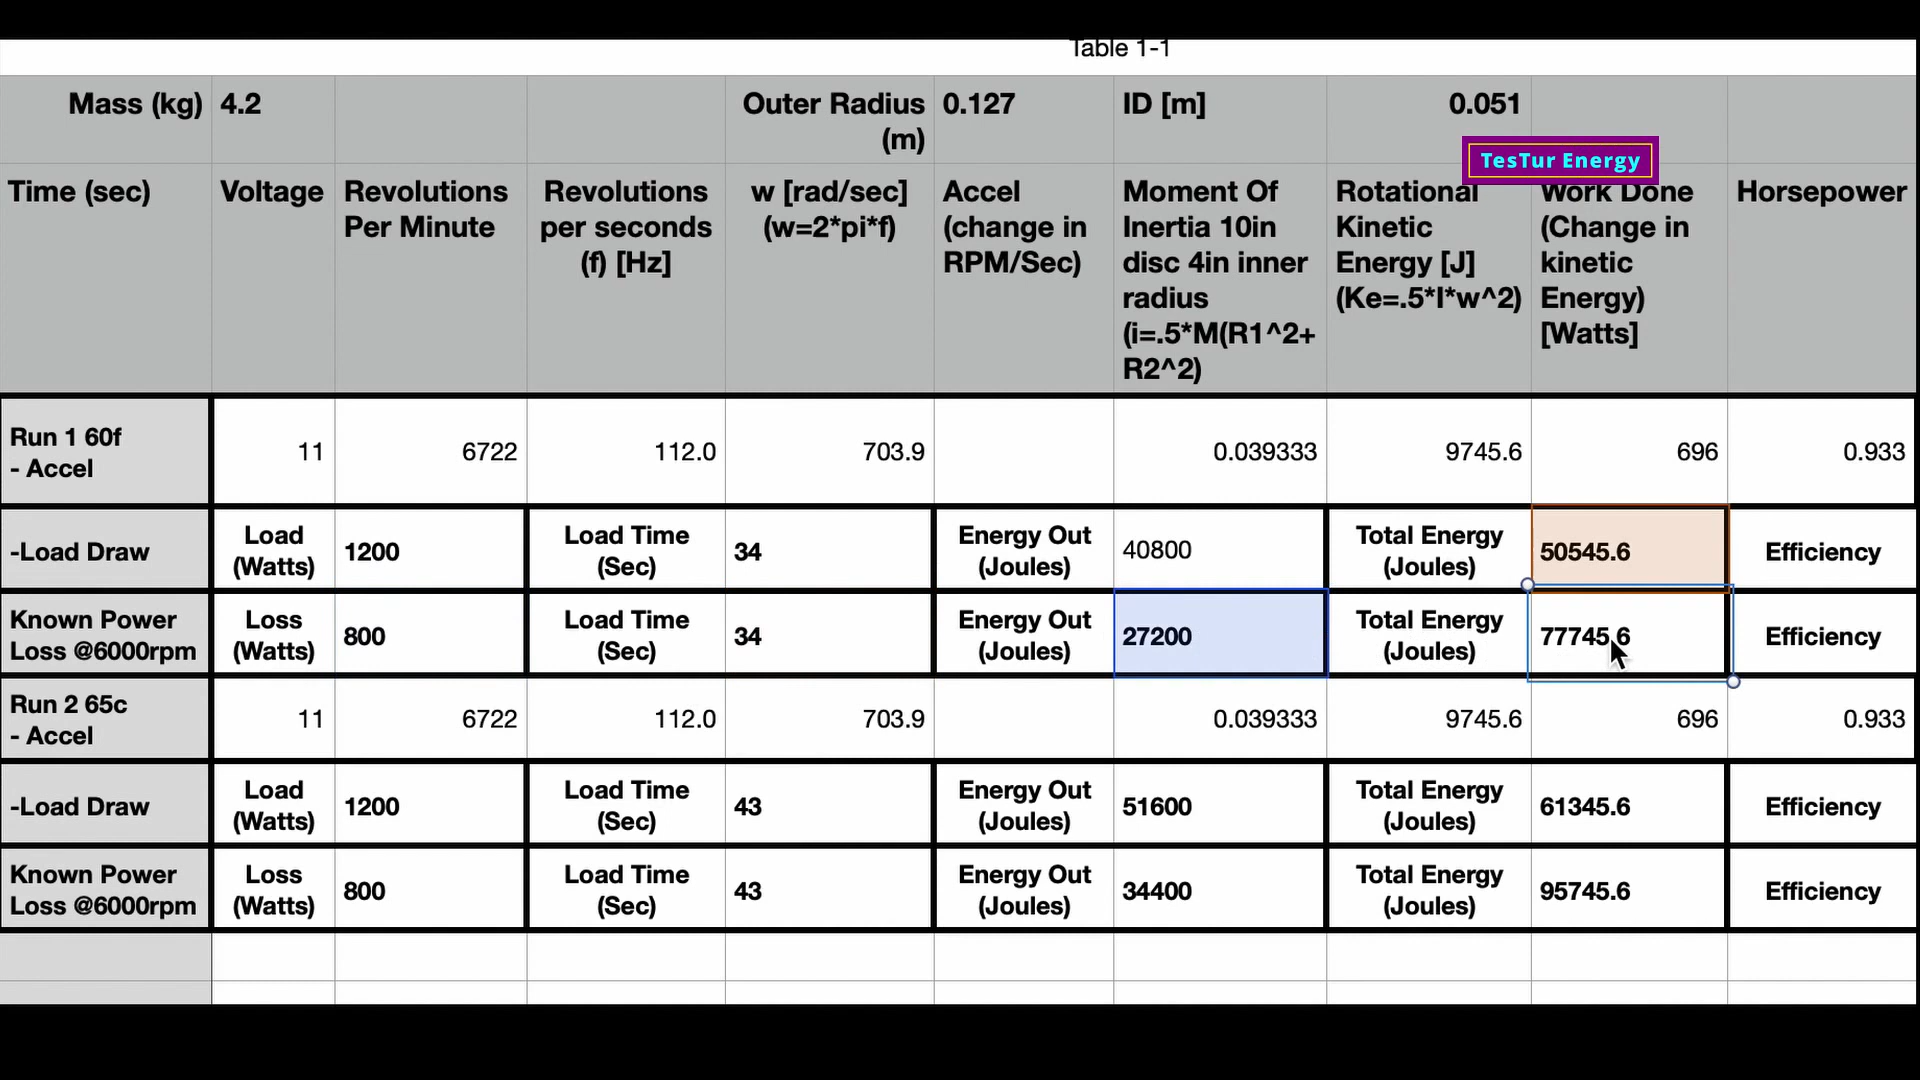 Table 1-1
Mass (kg) 4.2 Outer Radius (m) 0.127 ID [m] 0.051
TesTur Energy
Time (sec) Voltage Revolutions Per Minute Revolutions per seconds (f) [Hz] w [rad/sec] (w=2*pi*f) Accel (change in RPM/Sec) Moment Of Inertia 10in disc 4in inner radius (i=.5*M(R1^2+R2^2) Rotational Kinetic Energy [J] (Ke=.5*I*w^2) Work Done (Change in kinetic Energy) [Watts] Horsepower
Run 1 60f - Accel 11 6722 112.0 703.9 0.039333 9745.6 696 0.933
-Load Draw Load (Watts) 1200 Load Time (Sec) 34 Energy Out (Joules) 40800 Total Energy (Joules) 50545.6 Efficiency
Known Power Loss @6000rpm Loss (Watts) 800 Load Time (Sec) 34 Energy Out (Joules) 27200 Total Energy (Joules) 77745.6 Efficiency
Run 2 65c - Accel 11 6722 112.0 703.9 0.039333 9745.6 696 0.933
-Load Draw Load (Watts) 1200 Load Time (Sec) 43 Energy Out (Joules) 51600 Total Energy (Joules) 61345.6 Efficiency
Known Power Loss @6000rpm Loss (Watts) 800 Load Time (Sec) 43 Energy Out (Joules) 34400 Total Energy (Joules) 95745.6 Efficiency